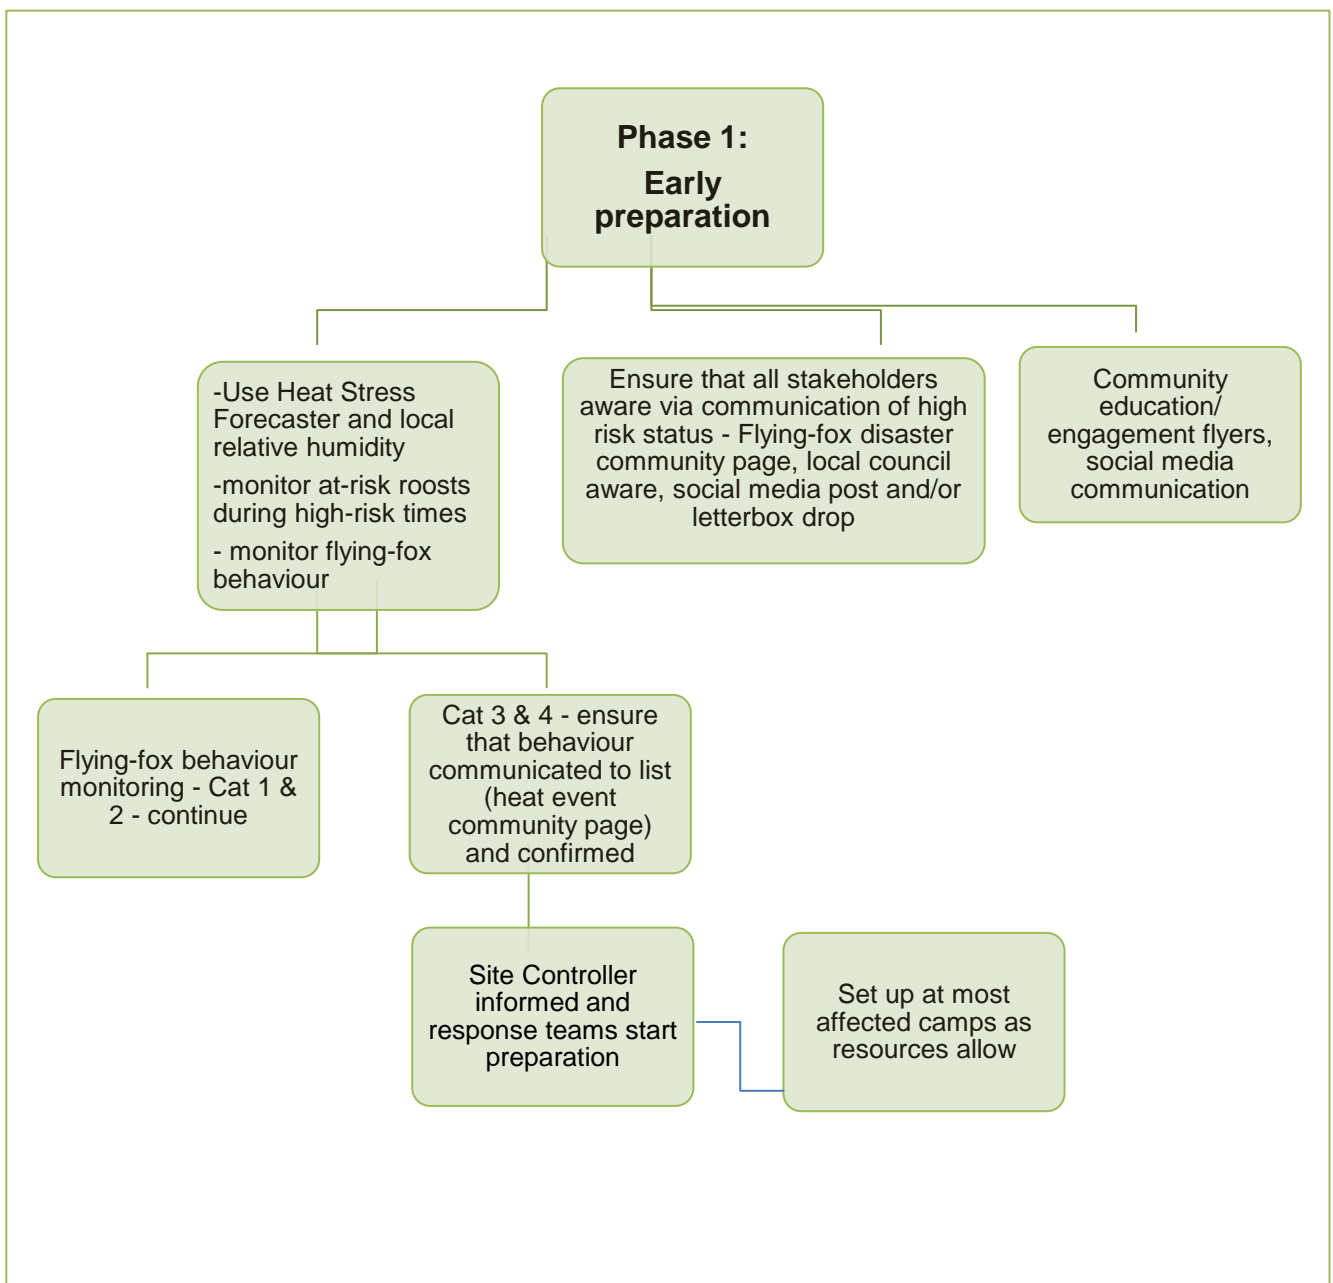 Phase 1:
Early
preparation
-Use Heat Stress
Forecaster and local
relative humidity
-monitor at-risk roosts
during high-risk times
- monitor flying-fox
behaviour
Ensure that all stakeholders
aware via communication of high
risk status - Flying-fox disaster
community page, local council
aware, social media post and/or
letterbox drop
Community
education/
engagement flyers,
social media
communication
Flying-fox behaviour
monitoring - Cat 1 &
2 - continue
Cat 3 & 4 - ensure
that behaviour
communicated to list
(heat event
community page)
and confirmed
Site Controller
informed and
response teams start
preparation
Set up at most
affected camps as
resources allow